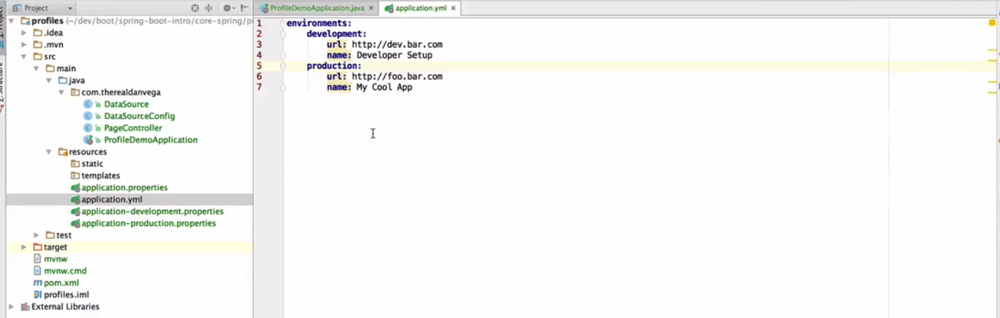 Project
ProfileDemoApplication.java
application.yml
profiles (~/dev/boot/spring-boot-intro/core-spring/p
.idea
.mvn
src
main
java
com.therealdanvega
DataSource
DataSourceConfig
PageController
ProfileDemoApplication
resources
static
templates
application.properties
application.yml
application-development.properties
application-production.properties
test
target
mvnw
mvnw.cmd
pom.xml
profiles.iml
External Libraries
1 environments:
2 development:
3 url: http://dev.bar.com
4 name: Developer Setup
5 production:
6 url: http://foo.bar.com
7 name: My Cool App